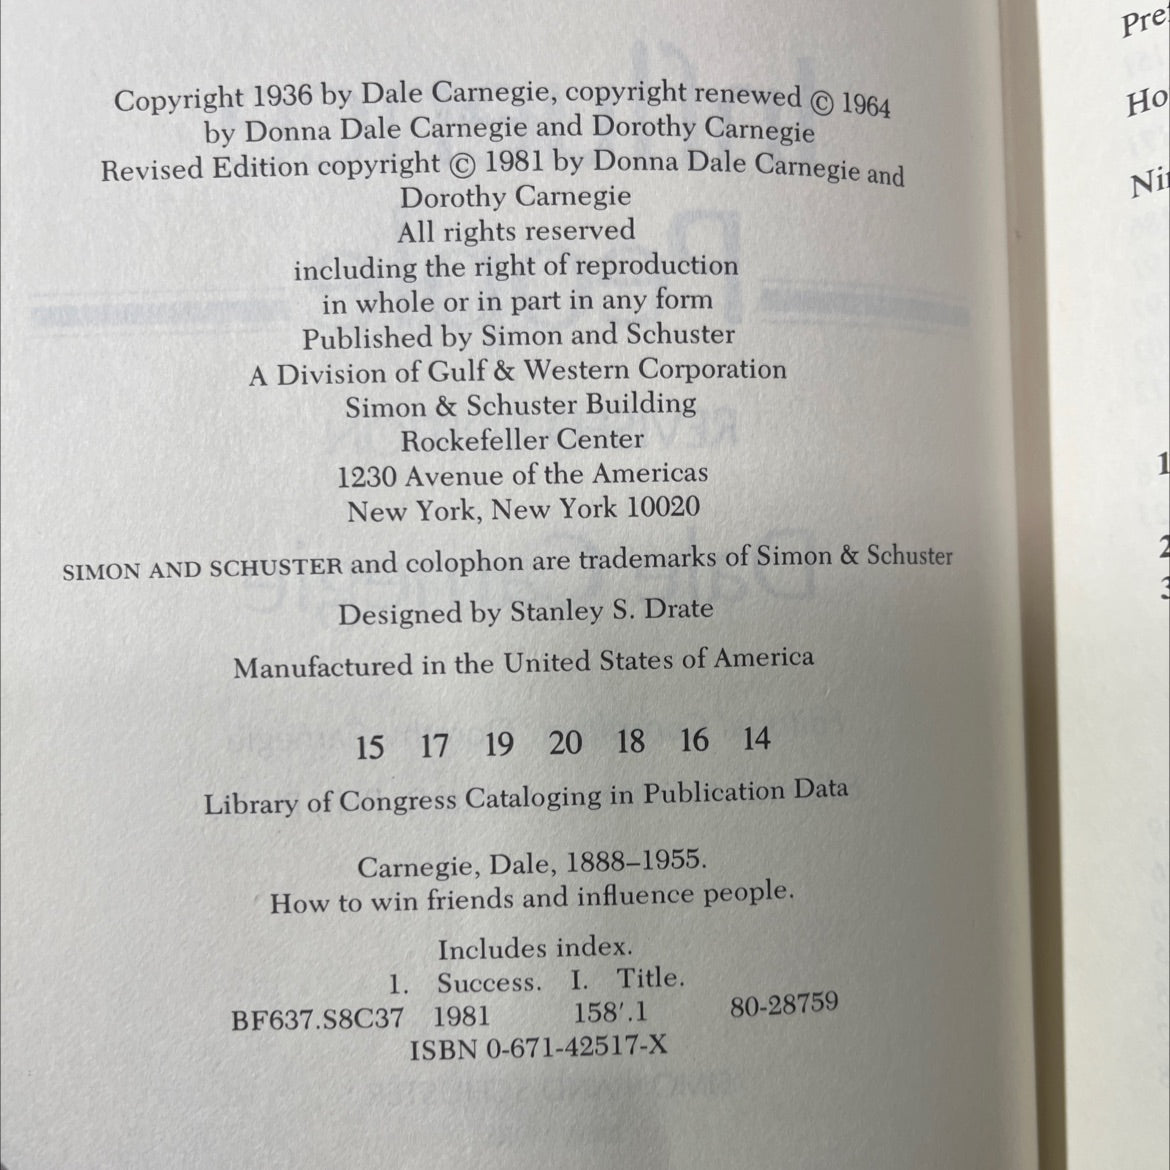 Copyright 1936 by Dale Carnegie, copyright renewed © 1964
by Donna Dale Carnegie and Dorothy Carnegie
Revised Edition copyright © 1981 by Donna Dale Carnegie and
Dorothy Carnegie
All rights reserved
including the right of reproduction
in whole or in part in any form
Published by Simon and Schuster
A Division of Gulf & Western Corporation
Simon & Schuster Building
Rockefeller Center
1230 Avenue of the Americas
New York, New York 10020
SIMON AND SCHUSTER and colophon are trademarks of Simon & Schuster
Designed by Stanley S. Drate
Manufactured in the United States of America
15 17 19 20 18 16 14
Library of Congress Cataloging in Publication Data
Carnegie, Dale, 1888–1955.
How to win friends and influence people.
Includes index.
1. Success. I. Title.
BF637.S8C37 1981 158′.1 80-28759
ISBN 0-671-42517-X
Ho
1
2
3